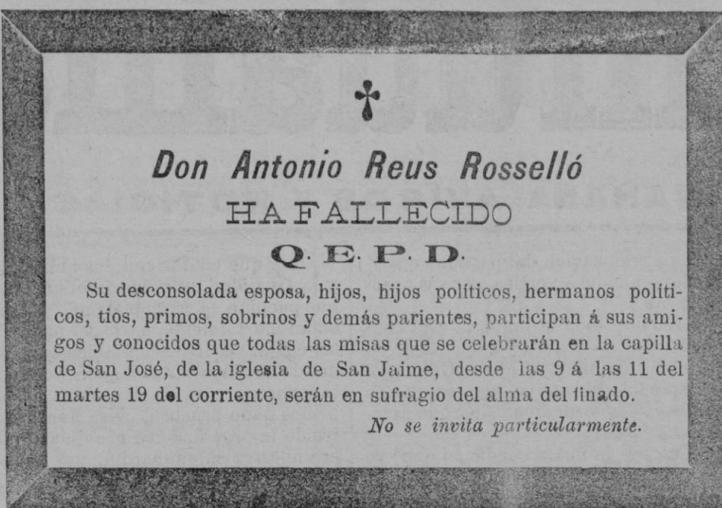 Don Antonio Reus Rosselló
HA FALLECIDO
Q. E. P. D.
Su desconsolada esposa, hijos, hijos políticos, hermanos políti-
cos, tios, primos, sobrinos y demás parientes, participan á sus ami-
gos y conocidos que todas las misas que se celebrarán en la capilla
de San José, de la iglesia de San Jaime, desde las 9 á las 11 del
martes 19 del corriente, serán en sufragio del alma del finado.
No se invita particularmente.